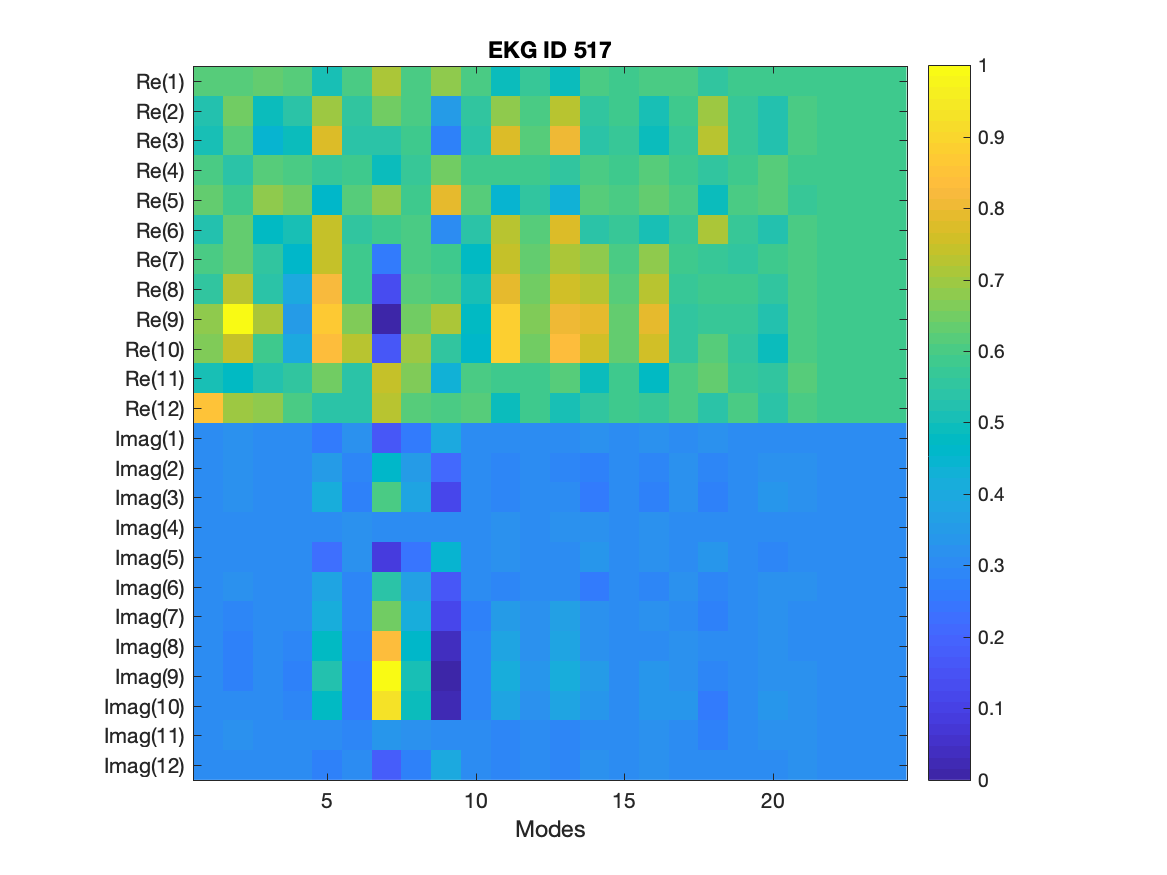 EKG ID 517
Re(1)
Re(2)
Re(3)
Re(4)
Re(5)
Re(6)
Re(7)
Re(8)
Re(9)
Re(10)
Re(11)
Re(12)
Imag(1)
Imag(2)
Imag(3)
Imag(4)
Imag(5)
Imag(6)
Imag(7)
Imag(8)
Imag(9)
Imag(10)
Imag(11)
Imag(12)
5 10 15 20
Modes
1
0.9
0.8
0.7
0.6
0.5
0.4
0.3
0.2
0.1
0